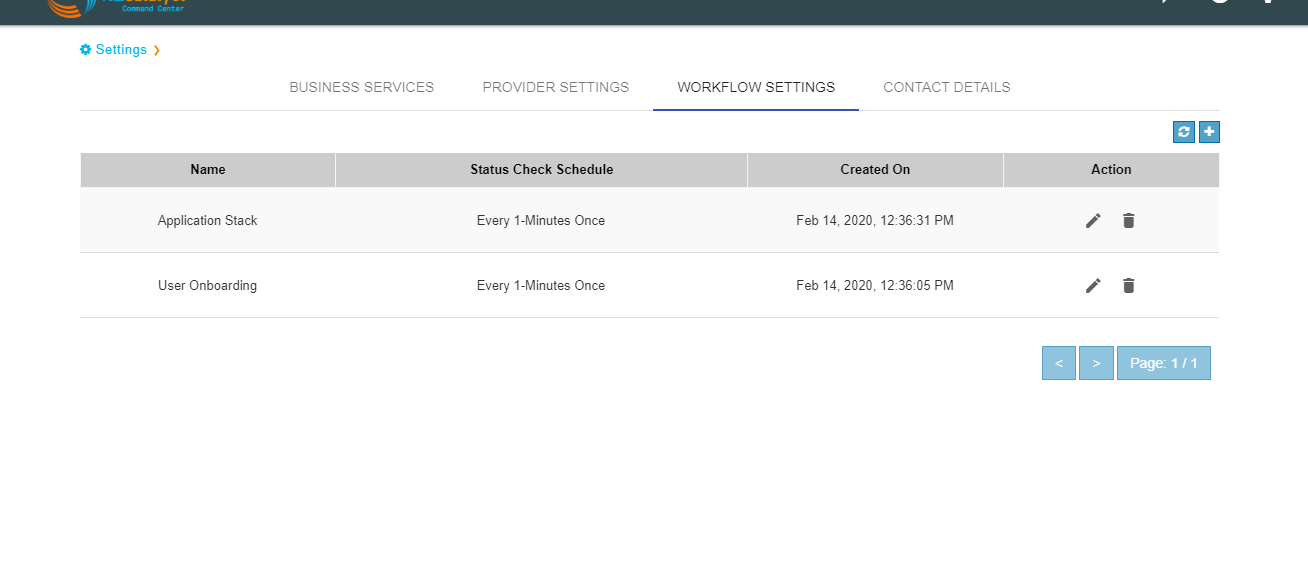 Command Center
Settings
BUSINESS SERVICES PROVIDER SETTINGS WORKFLOW SETTINGS CONTACT DETAILS
Name Status Check Schedule Created On Action
Application Stack Every 1-Minutes Once Feb 14, 2020, 12:36:31 PM
User Onboarding Every 1-Minutes Once Feb 14, 2020, 12:36:05 PM
< > Page: 1 / 1